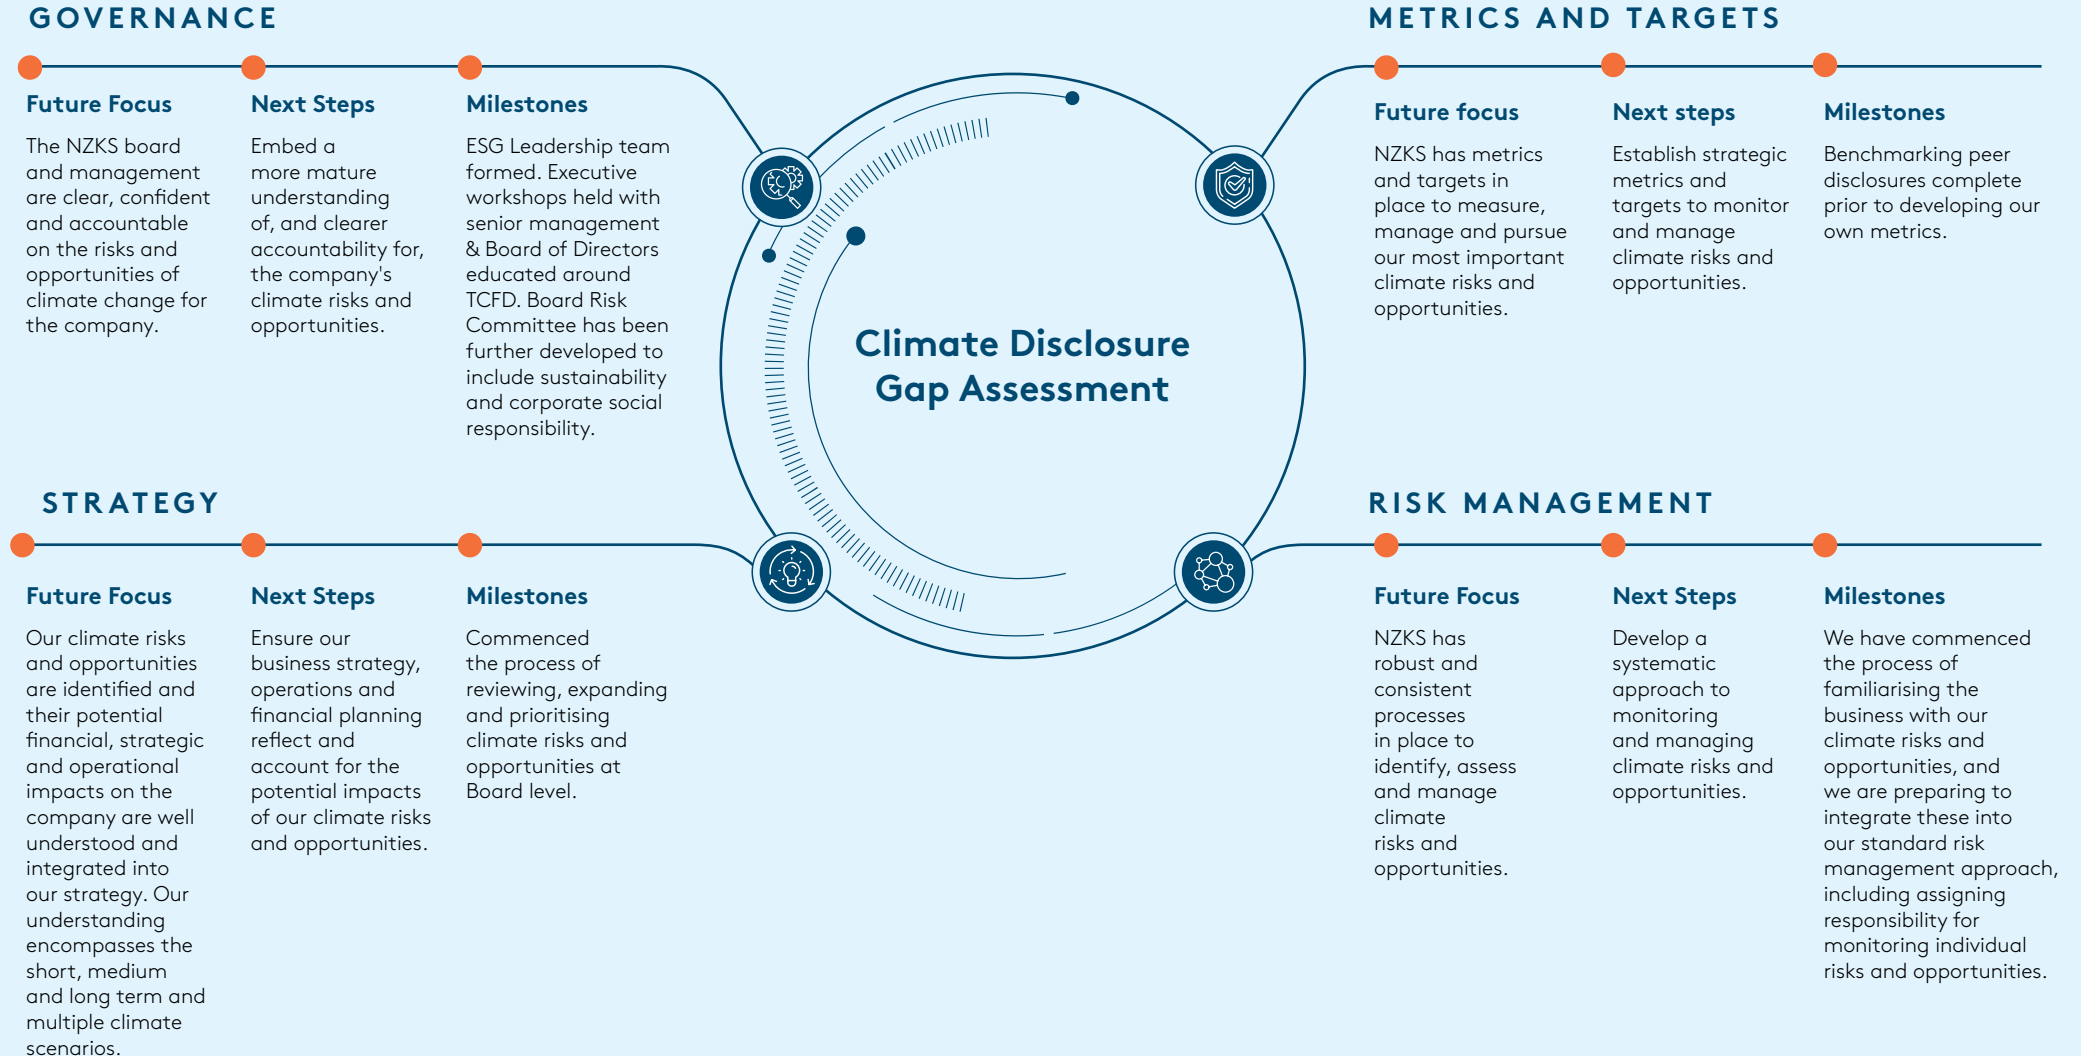 GOVERNANCE
Future Focus
The NZKS board
and management
are clear, confident
and accountable
on the risks and
opportunities of
climate change for
the company.
Next Steps
Embed a
more mature
understanding
of, and clearer
accountability for,
the company's
climate risks and
opportunities.
Milestones
ESG Leadership team
formed. Executive
workshops held with
senior management
& Board of Directors
educated around
TCFD. Board Risk
Committee has been
further developed to
include sustainability
and corporate social
responsibility.
METRICS AND TARGETS
Future focus
NZKS has metrics
and targets in
place to measure,
manage and pursue
our most important
climate risks and
opportunities.
Next steps
Establish strategic
metrics and
targets to monitor
and manage
climate risks and
opportunities.
Milestones
Benchmarking peer
disclosures complete
prior to developing our
own metrics.
Climate Disclosure
Gap Assessment
STRATEGY
Future Focus
Our climate risks
and opportunities
are identified and
their potential
financial, strategic
and operational
impacts on the
company are well
understood and
integrated into
our strategy. Our
understanding
encompasses the
short, medium
and long term and
multiple climate
scenarios.
Next Steps
Ensure our
business strategy,
operations and
financial planning
reflect and
account for the
potential impacts
of our climate risks
and opportunities.
Milestones
Commenced
the process of
reviewing, expanding
and prioritising
climate risks and
opportunities at
Board level.
RISK MANAGEMENT
Future Focus
NZKS has
robust and
consistent
processes
in place to
identify, assess
and manage
climate
risks and
opportunities.
Next Steps
Develop a
systematic
approach to
monitoring
and managing
climate risks and
opportunities.
Milestones
We have commenced
the process of
familiarising the
business with our
climate risks and
opportunities, and
we are preparing to
integrate these into
our standard risk
management approach,
including assigning
responsibility for
monitoring individual
risks and opportunities.